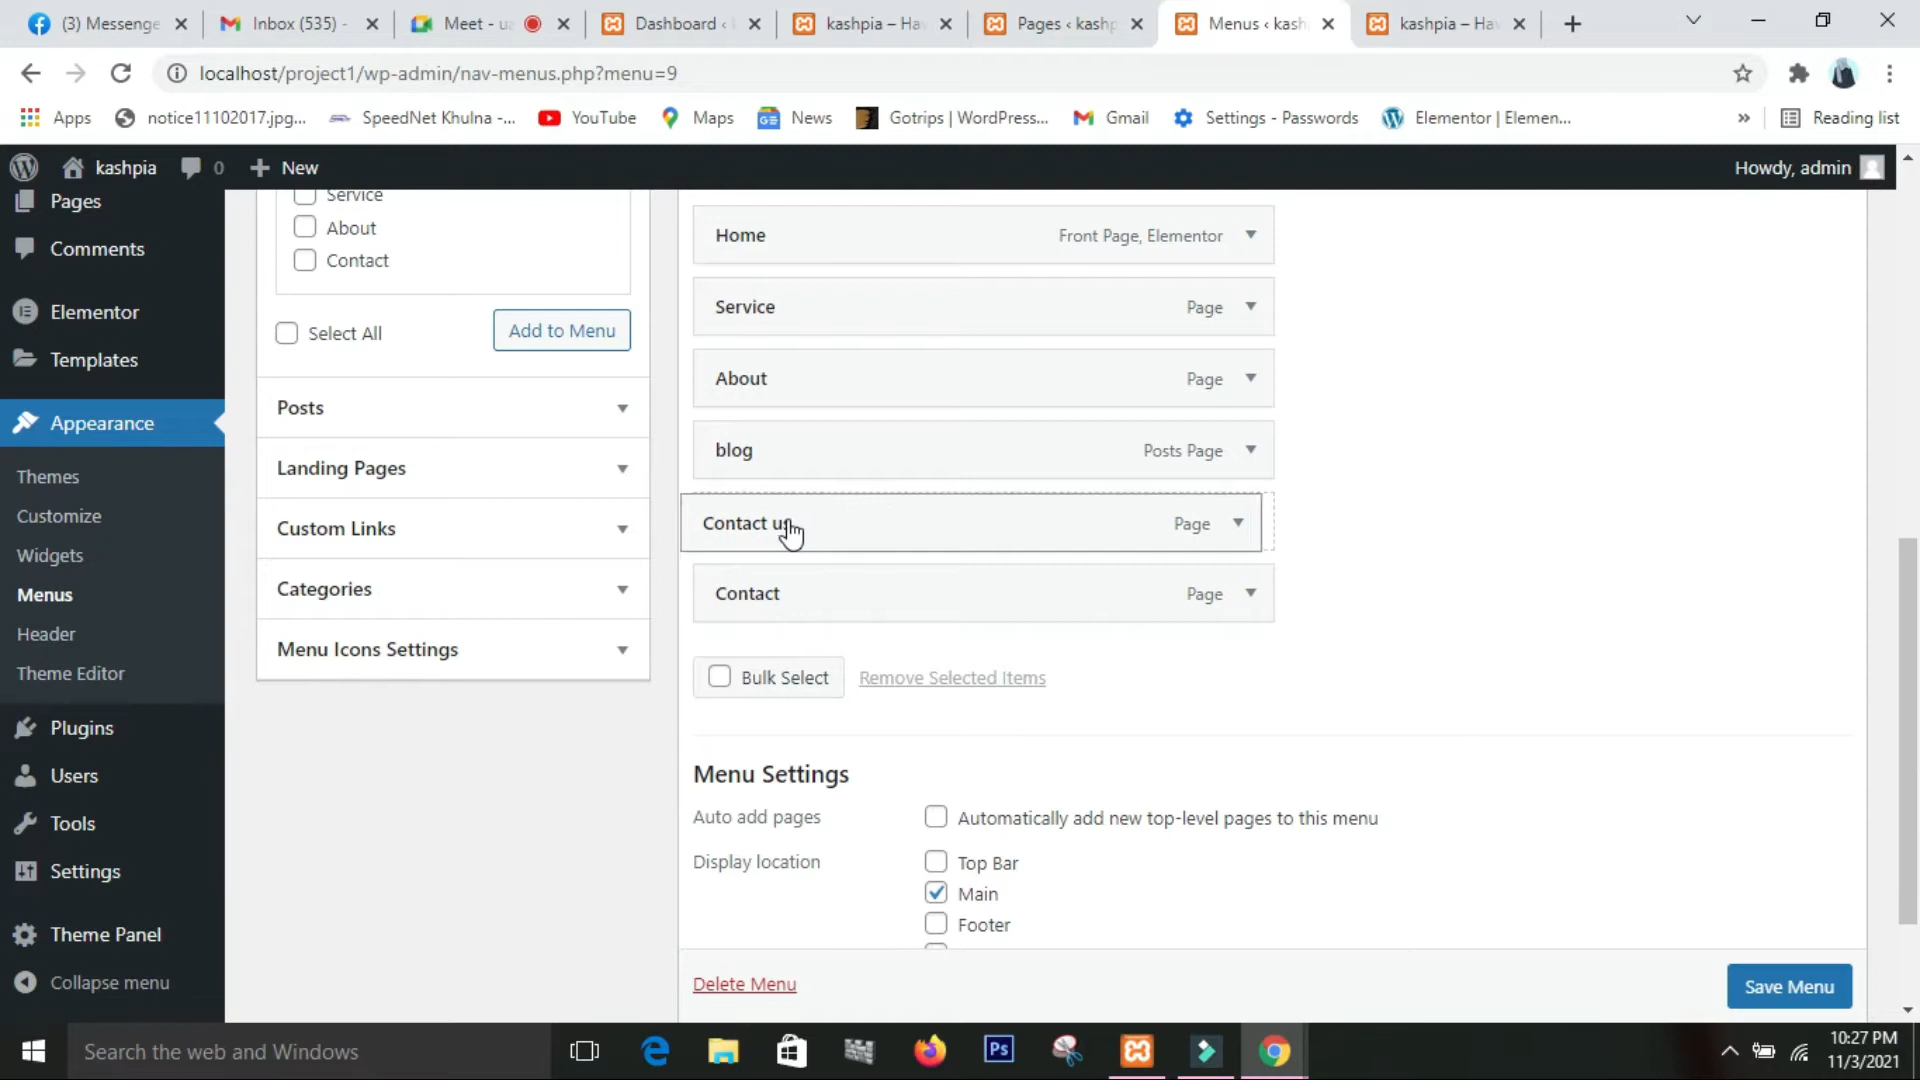 (3) Messenge
Inbox (535) -
Meet - ua
Dashboard ‹
kashpia – Ha
Pages ‹ kashp
Menus ‹ kash
kashpia – Ha
localhost/project1/wp-admin/nav-menus.php?menu=9
Apps
notice11102017.jpg...
SpeedNet Khulna -...
YouTube
Maps
News
Gotrips | WordPress...
Gmail
Settings - Passwords
Elementor | Elemen...
»
Reading list
kashpia
0
New
Howdy, admin
Pages
Comments
Elementor
Templates
Appearance
Themes
Customize
Widgets
Menus
Header
Theme Editor
Plugins
Users
Tools
Settings
Theme Panel
Collapse menu
Service
About
Contact
Select All
Add to Menu
Posts
Landing Pages
Custom Links
Categories
Menu Icons Settings
Home Front Page, Elementor
Service Page
About Page
blog Posts Page
Contact us Page
Contact Page
Bulk Select Remove Selected Items
Menu Settings
Auto add pages Automatically add new top-level pages to this menu
Display location Top Bar
Main
Footer
Delete Menu
Save Menu
Search the web and Windows
Ps
10:27 PM
11/3/2021